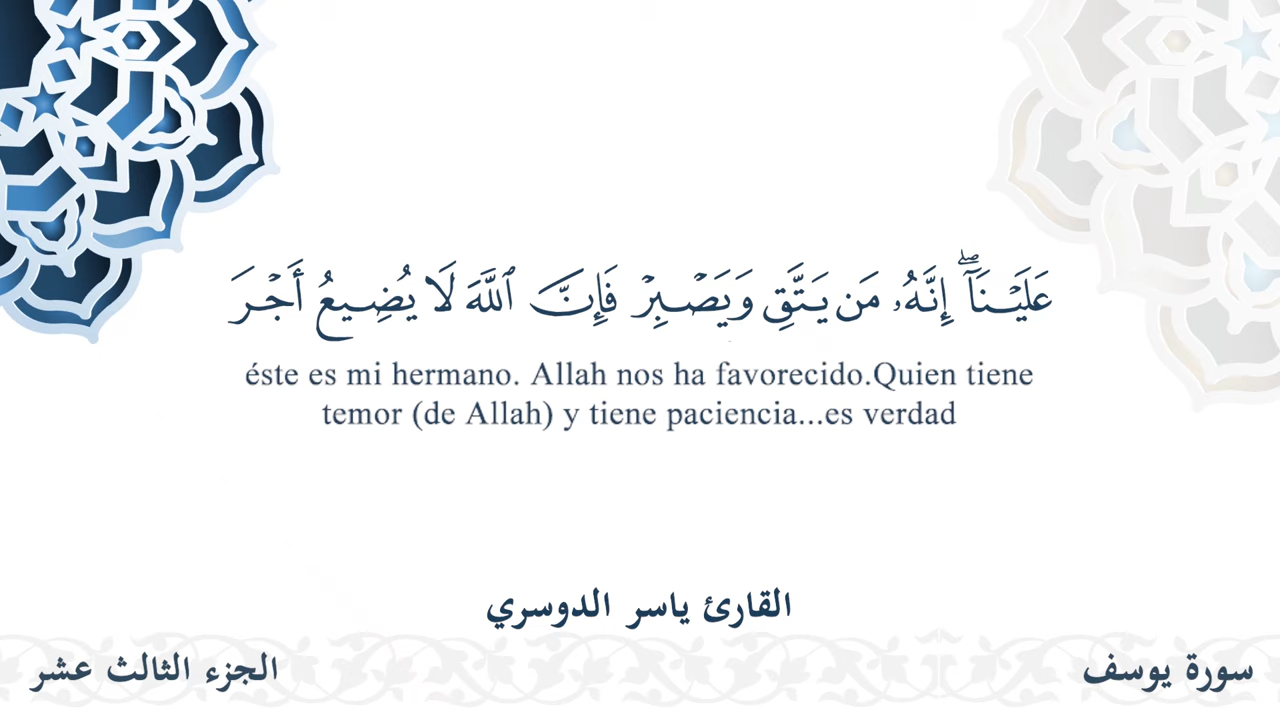 عَلَيْنَآ ۖ إِنَّهُۥ مَن يَتَّقِ وَيَصْبِرْ فَإِنَّ ٱللَّهَ لَا يُضِيعُ أَجْرَ
éste es mi hermano. Allah nos ha favorecido.Quien tiene
temor (de Allah) y tiene paciencia...es verdad
القارئ ياسر الدوسري
سورة يوسف
الجزء الثالث عشر